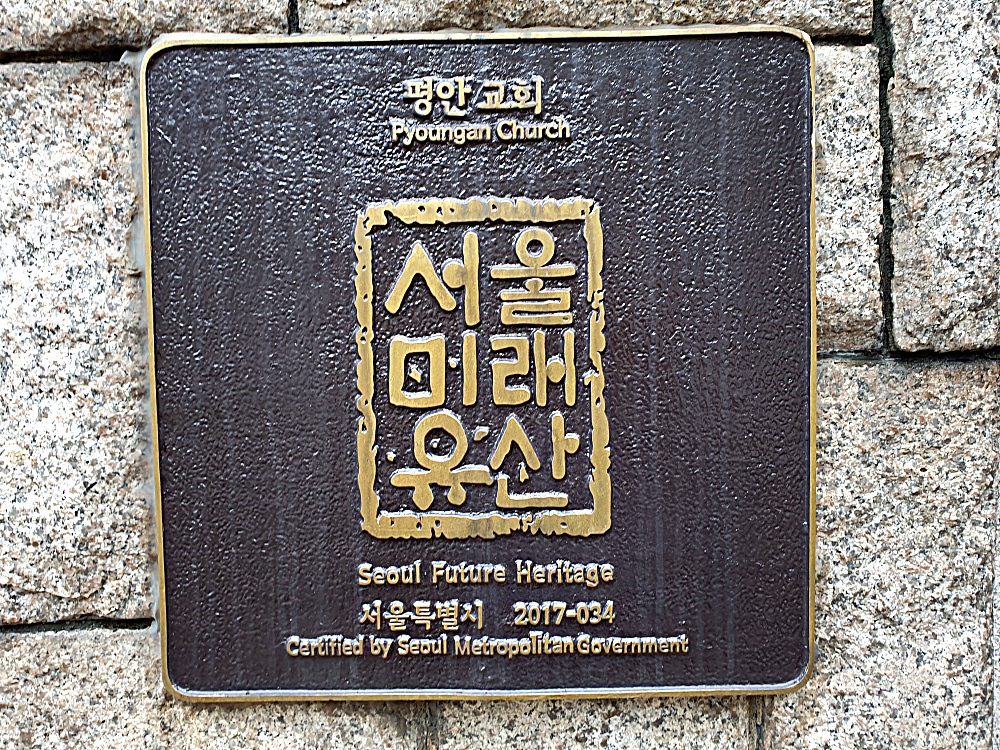 평안 교회
Pyoungan Church
서울
미래
유산
Seoul Future Heritage
서울특별시 2017-034
Certified by Seoul Metropolitan Government